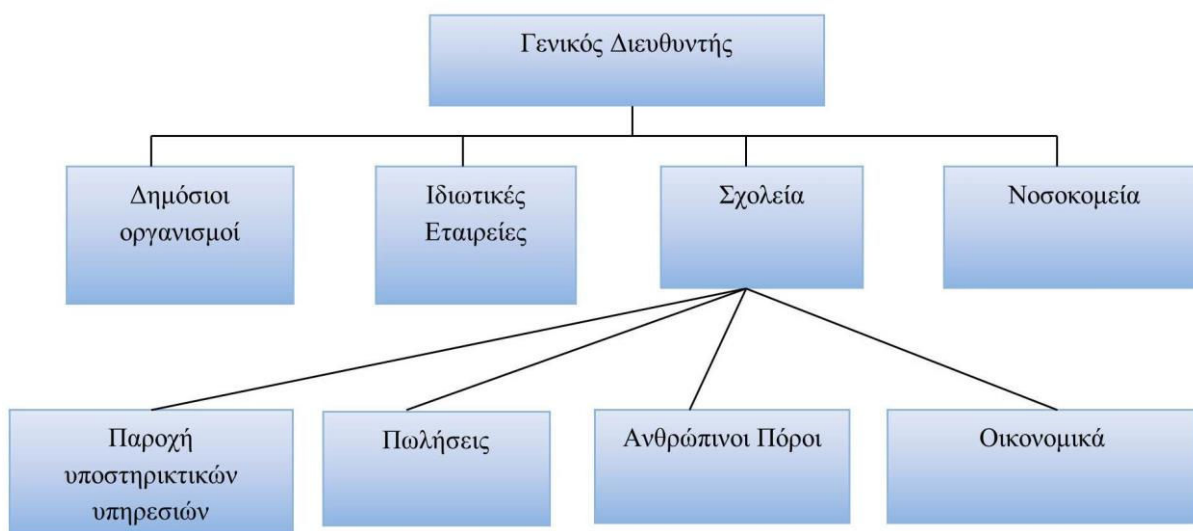 Γενικός Διευθυντής
Δημόσιοι
οργανισμοί
Ιδιωτικές
Εταιρείες
Σχολεία
Νοσοκομεία
Παροχή
υποστηρικτικών
υπηρεσιών
Πωλήσεις
Ανθρώπινοι Πόροι
Οικονομικά